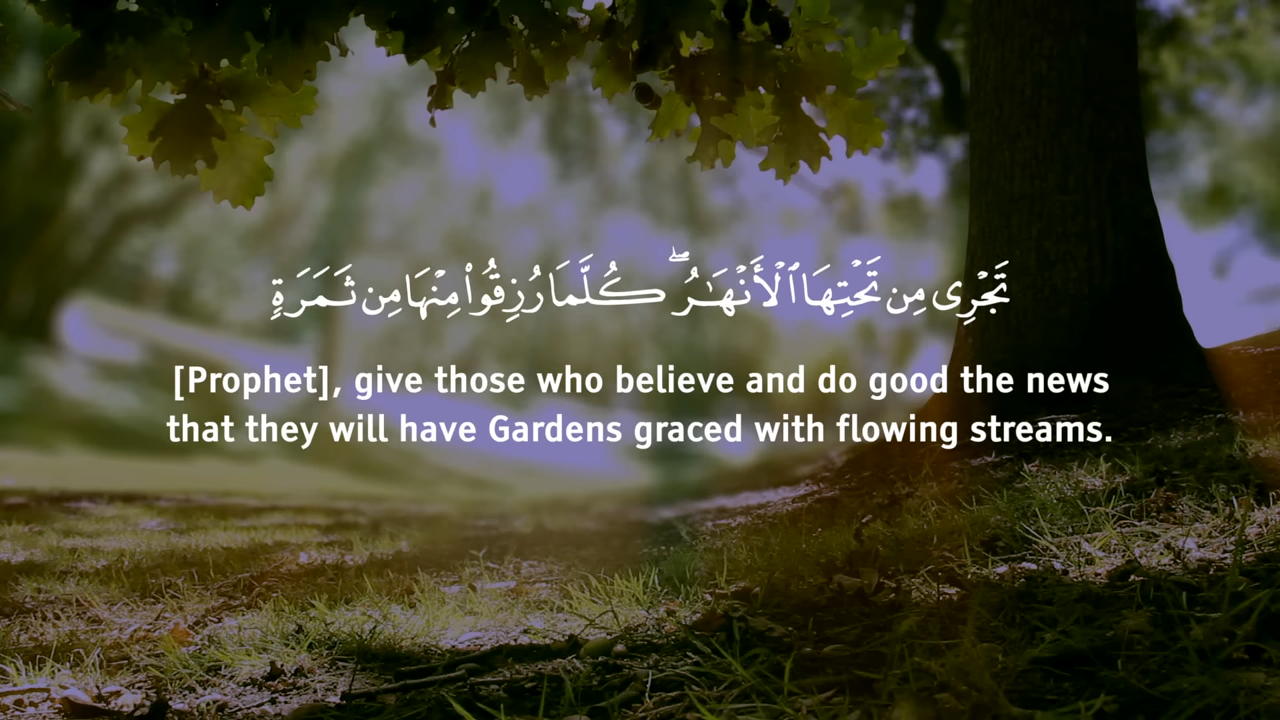 تَجْرِى مِن تَحْتِهَا ٱلْأَنْهَـٰرُ ۖ كُلَّمَا رُزِقُوا۟ مِنْهَا مِن ثَمَرَةٍ
[Prophet], give those who believe and do good the news
that they will have Gardens graced with flowing streams.